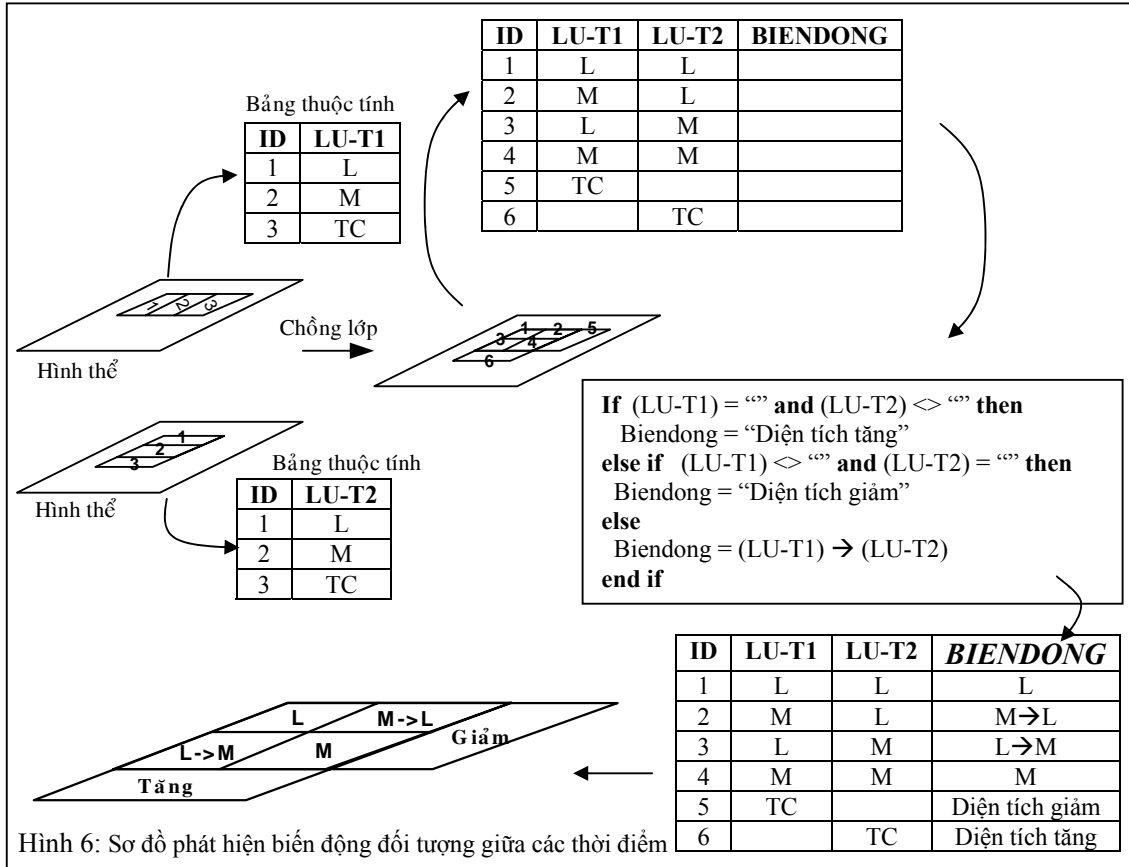 ID LU-T1 LU-T2 BIENDONG
1 L L
2 M L
3 L M
4 M M
5 TC
6 TC
Bảng thuộc tính
ID LU-T1
1 L
2 M
3 TC
1 2 3
Hình thể
Chồng lớp
1 2 5
3 4
6
1
2
3
Hình thể
Bảng thuộc tính
ID LU-T2
1 L
2 M
3 TC
If (LU-T1) = “” and (LU-T2) <> “” then
Biendong = “Diện tích tăng”
else if (LU-T1) <> “” and (LU-T2) = “” then
Biendong = “Diện tích giảm”
else
Biendong = (LU-T1) → (LU-T2)
end if
ID LU-T1 LU-T2 BIENDONG
1 L L L
2 M L M→L
3 L M L→M
4 M M M
5 TC Diện tích giảm
6 TC Diện tích tăng
L M->L Giảm
L->M M
Tăng
Hình 6: Sơ đồ phát hiện biến động đối tượng giữa các thời điểm